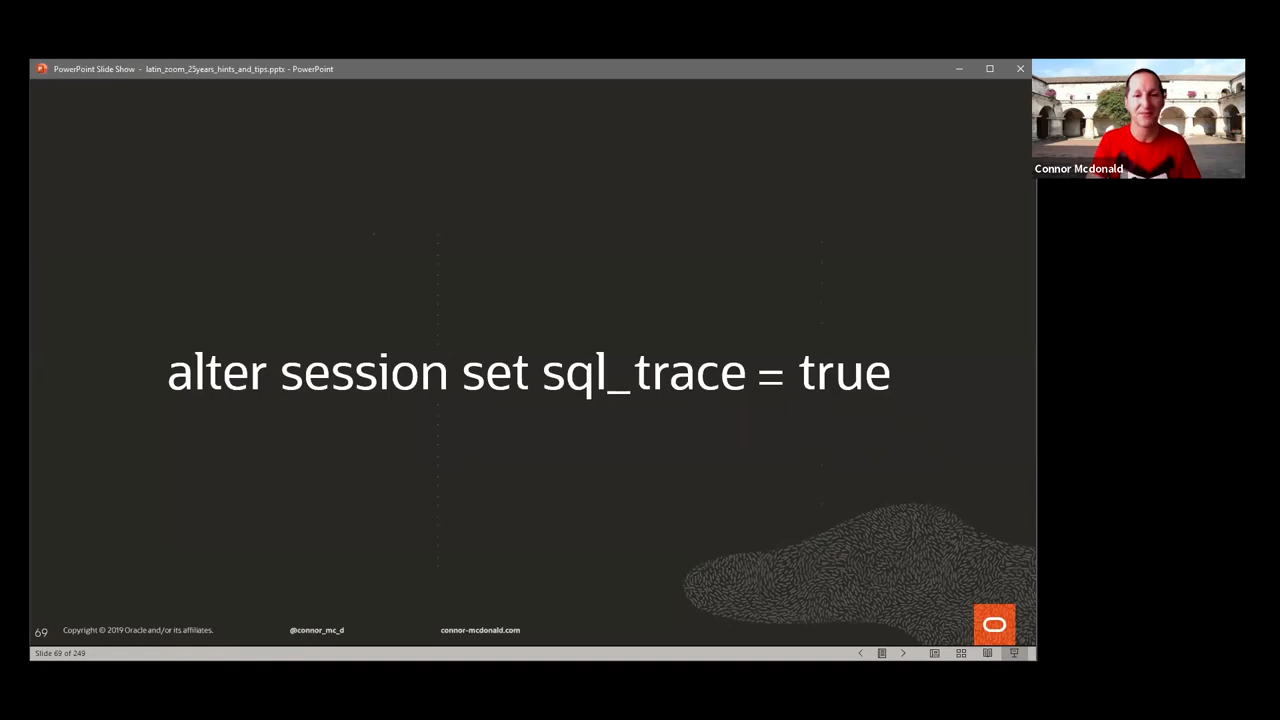 PowerPoint Slide Show - latin_zoom_25years_hints_and_tips.pptx - PowerPoint
Connor Mcdonald
alter session set sql_trace = true
69 Copyright © 2019 Oracle and/or its affiliates. @connor_mc_d connor-mcdonald.com
Slide 69 of 249